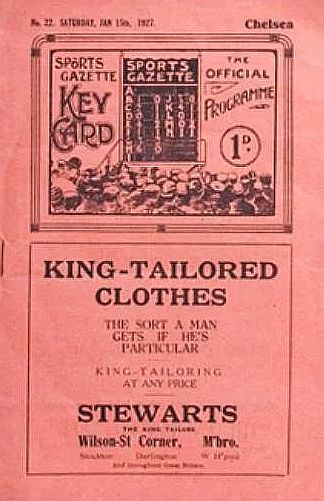 No. 22. SATURDAY, JAN 15th, 1927. Chelsea
SPORTS GAZETTE
KEY CARD
SPORTS GAZETTE
THE OFFICIAL PROGRAMME
1D.
KING-TAILORED
CLOTHES
THE SORT A MAN
GETS IF HE'S
PARTICULAR
KING-TAILORING
AT ANY PRICE
STEWARTS
THE KING TAILORS
Wilson-St Corner, M'bro.
Stockton Darlington W H'pool
And throughout Great Britain.